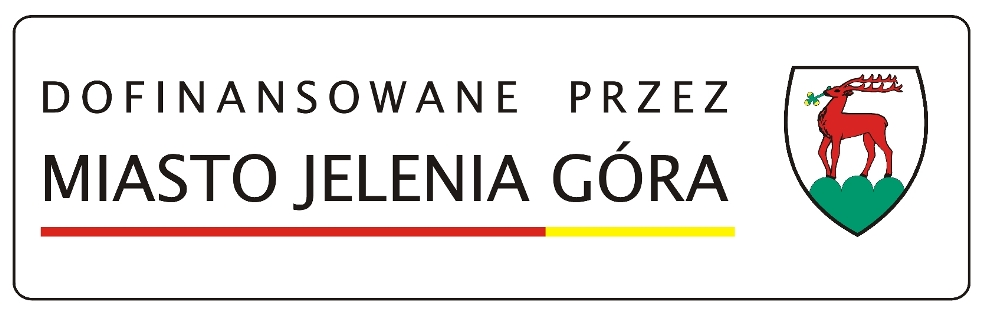 DOFINANSOWANE PRZEZ
MIASTO JELENIA GÓRA